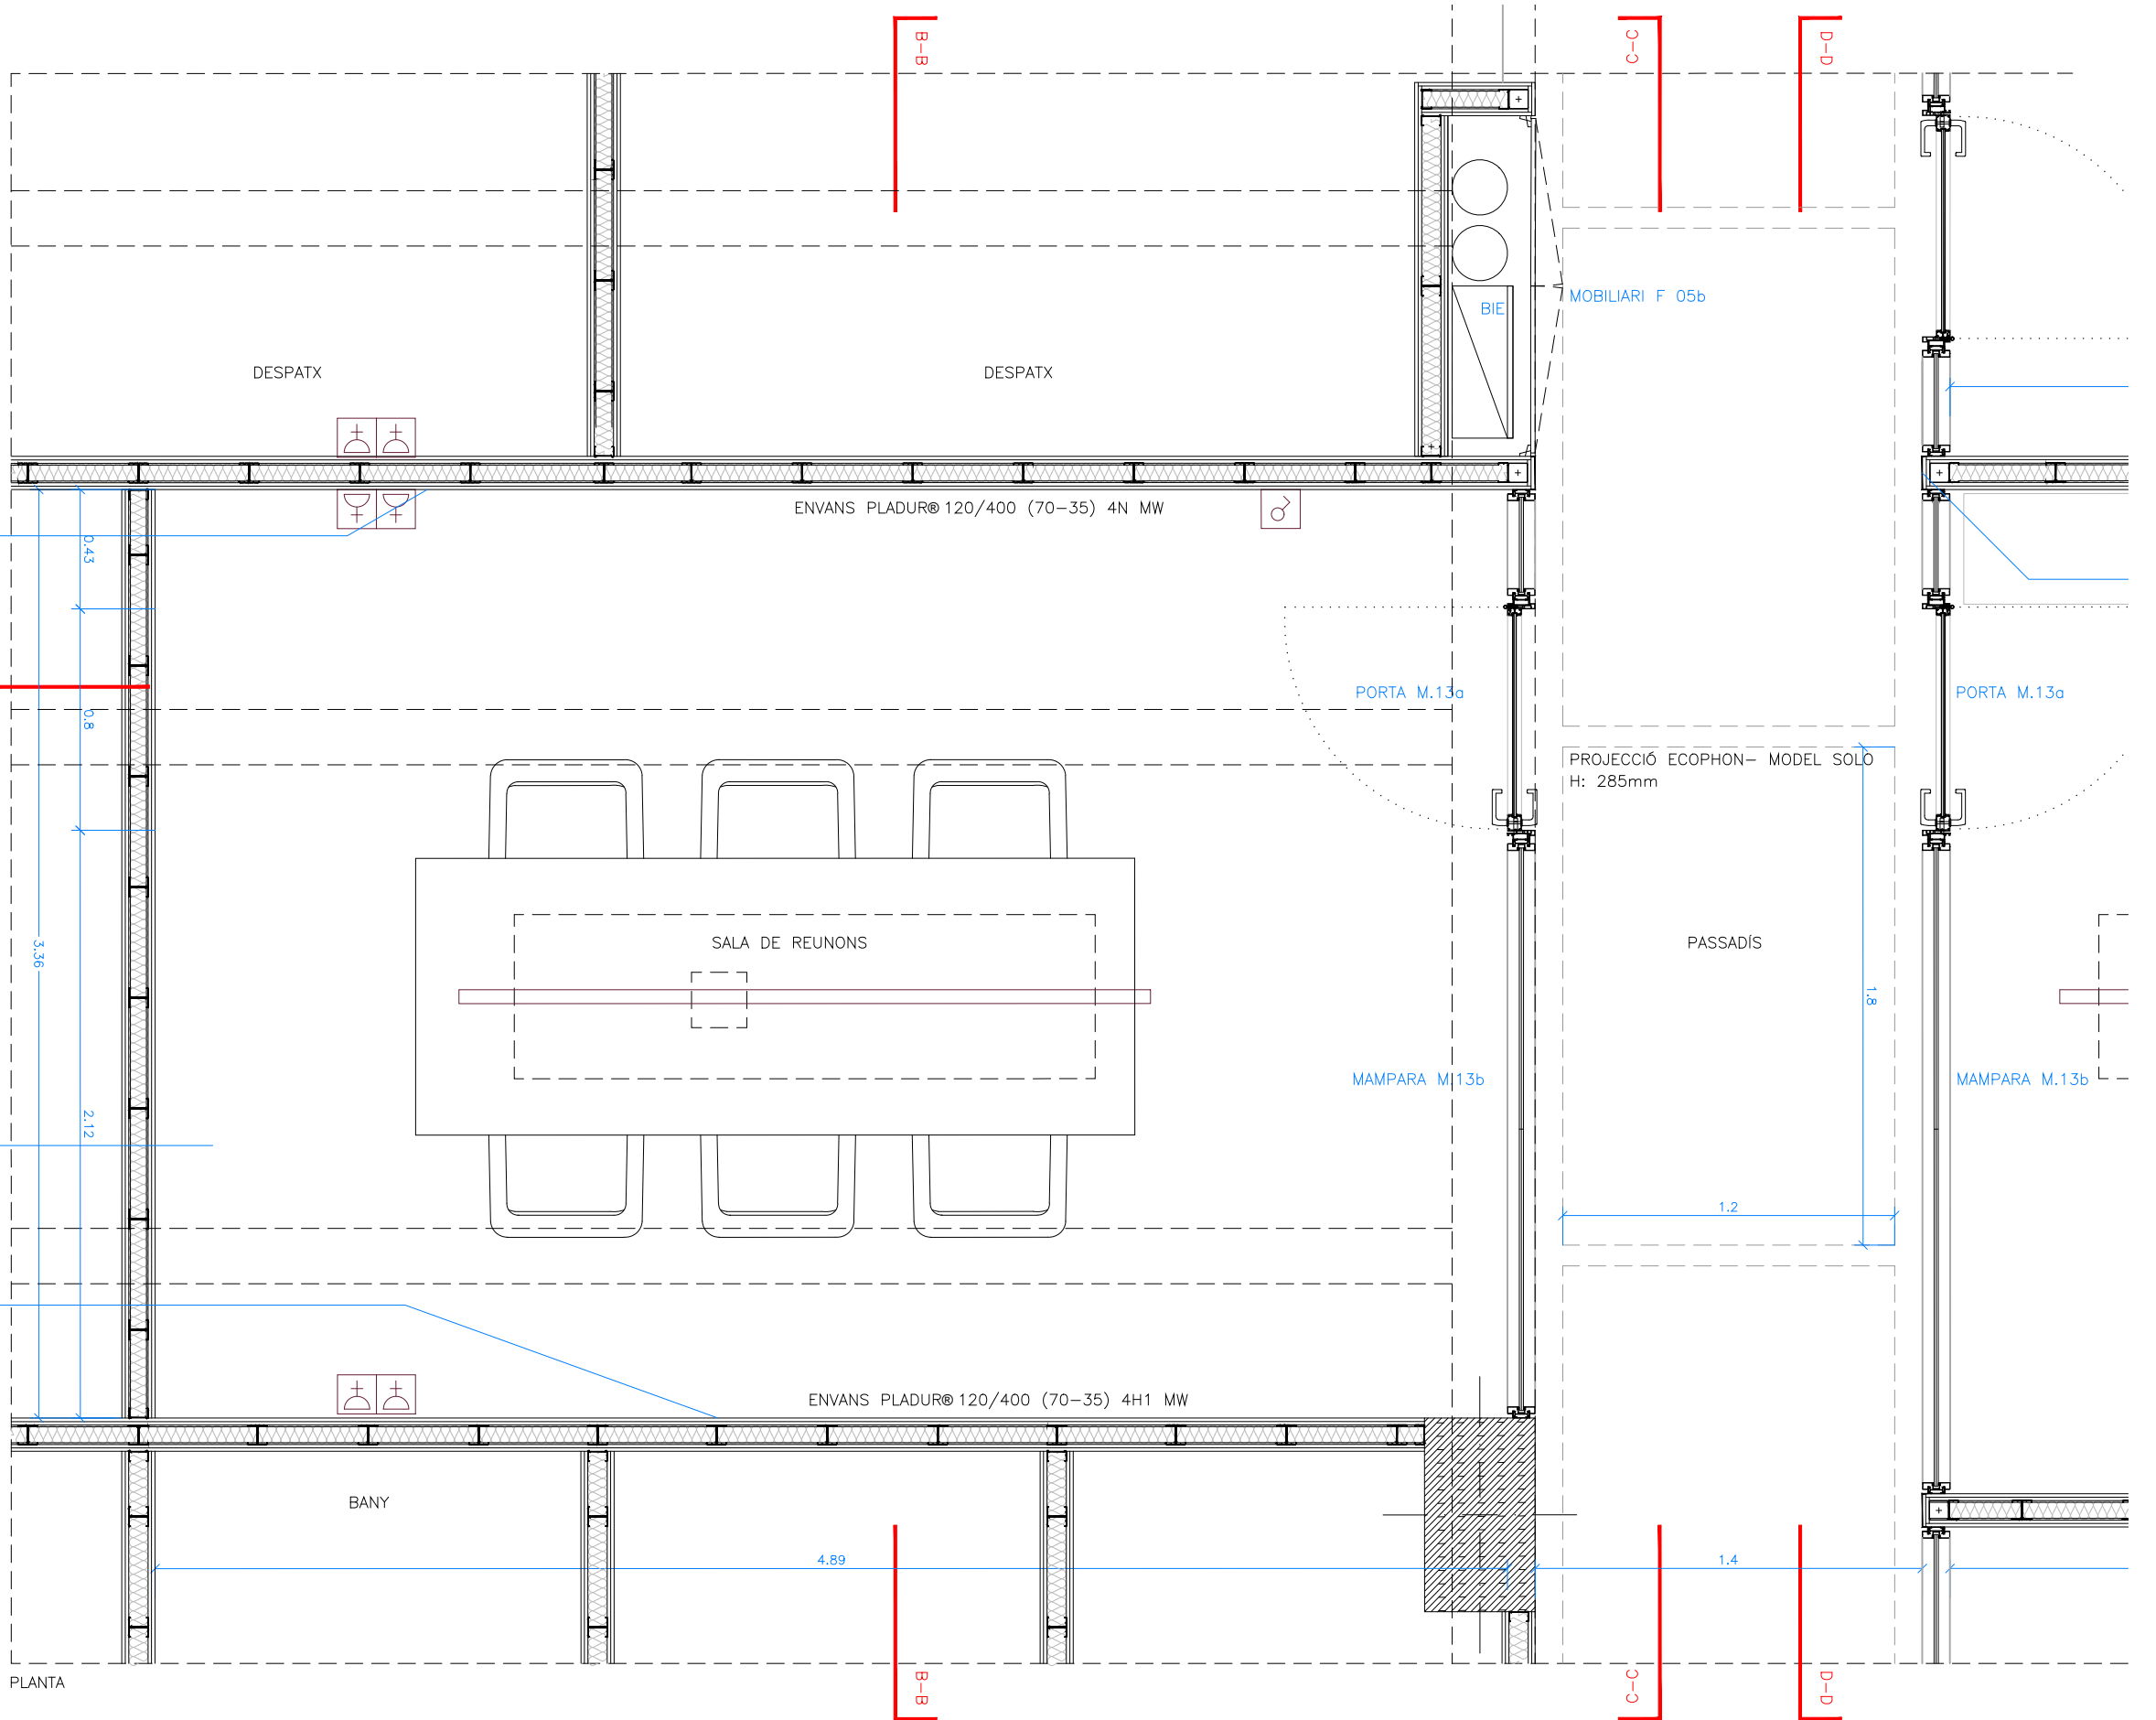 B-B
C-C
D-D
MOBILIARI F 05b
BIE
DESPATX
DESPATX
ENVANS PLADUR® 120/400 (70-35) 4N MW
0.43
PORTA M.13a
PORTA M.13a
0.8
PROJECCIÓ ECOPHON- MODEL SOLO
H: 285mm
SALA DE REUNONS
PASSADÍS
3.36
1.8
MAMPARA M.13b
MAMPARA M.13b
2.12
1.2
ENVANS PLADUR® 120/400 (70-35) 4H1 MW
BANY
4.89
1.4
PLANTA
B-B
C-C
D-D